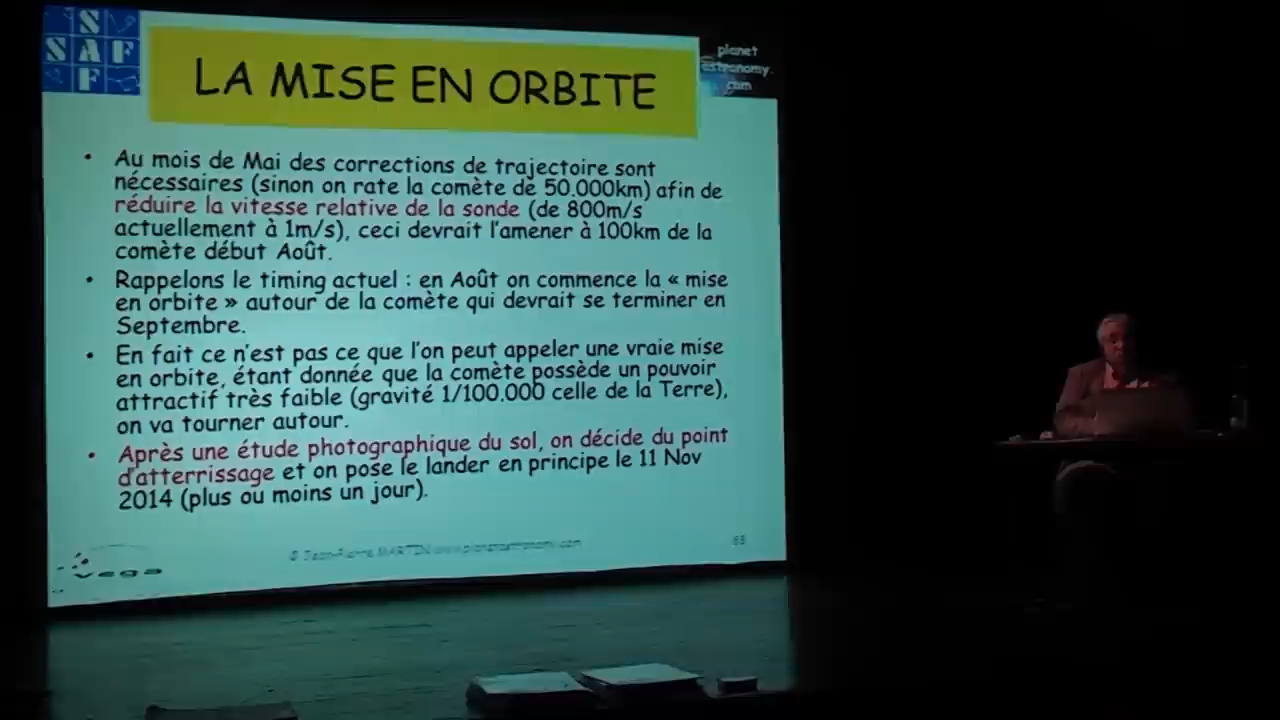 S
SAF
F
planet
astronomy.
com
LA MISE EN ORBITE
• Au mois de Mai des corrections de trajectoire sont
nécessaires (sinon on rate la comète de 50.000km) afin de
réduire la vitesse relative de la sonde (de 800m/s
actuellement à 1m/s), ceci devrait l'amener à 100km de la
comète début Août.
• Rappelons le timing actuel : en Août on commence la « mise
en orbite » autour de la comète qui devrait se terminer en
Septembre.
• En fait ce n'est pas ce que l'on peut appeler une vraie mise
en orbite, étant donnée que la comète possède un pouvoir
attractif très faible (gravité 1/100.000 celle de la Terre),
on va tourner autour.
• Après une étude photographique du sol, on décide du point
d'atterrissage et on pose le lander en principe le 11 Nov
2014 (plus ou moins un jour).
vega
© Jean-Pierre MARTIN www.planetastronomy.com